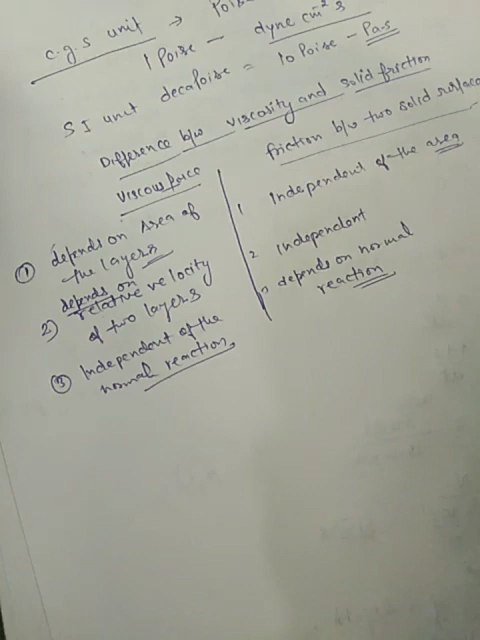 c.g.s unit → Poise
1 Poise - dyne cm⁻² s
SI unit decapoise = 10 Poise - Pa-s
Difference b/w viscosity and solid friction
viscous force
① depends on Area of
the layers
2) depends on
relative velocity
of two layers
③ Independent of the
normal reaction,
friction b/w two solid surface
1 Independent of the area
2 Independent
3 depends on normal
reaction